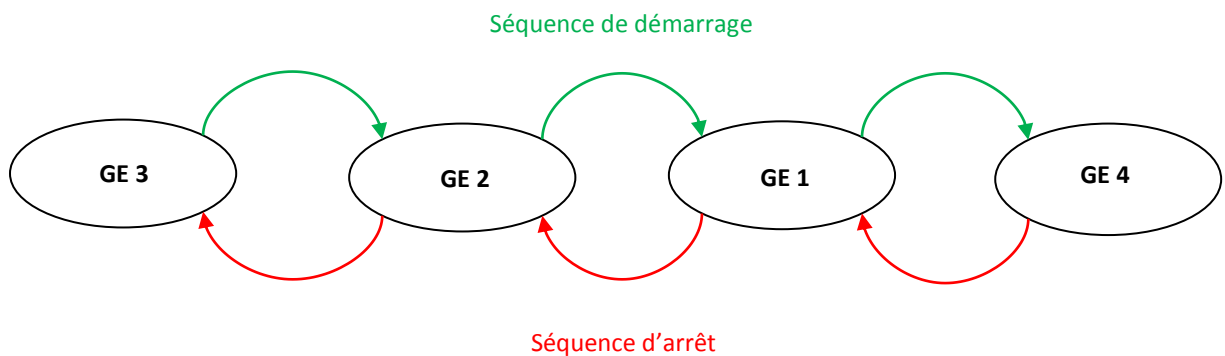 Séquence de démarrage
GE 3
GE 2
GE 1
GE 4
Séquence d’arrêt